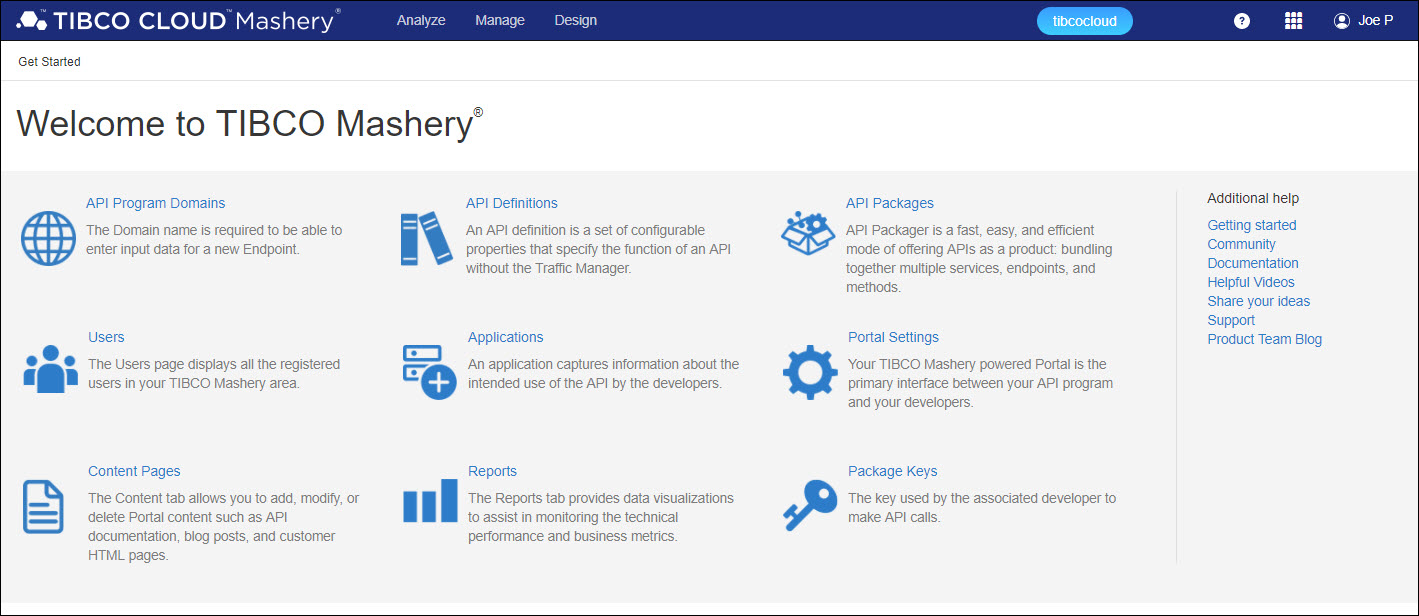 TIBCO CLOUD™ Mashery®
Analyze
Manage
Design
tibcocloud
?
Joe P
Get Started
Welcome to TIBCO Mashery®
API Program Domains
The Domain name is required to be able to
enter input data for a new Endpoint.
API Definitions
An API definition is a set of configurable
properties that specify the function of an API
without the Traffic Manager.
API Packages
API Packager is a fast, easy, and efficient
mode of offering APIs as a product: bundling
together multiple services, endpoints, and
methods.
Users
The Users page displays all the registered
users in your TIBCO Mashery area.
Applications
An application captures information about the
intended use of the API by the developers.
Portal Settings
Your TIBCO Mashery powered Portal is the
primary interface between your API program
and your developers.
Content Pages
The Content tab allows you to add, modify, or
delete Portal content such as API
documentation, blog posts, and customer
HTML pages.
Reports
The Reports tab provides data visualizations
to assist in monitoring the technical
performance and business metrics.
Package Keys
The key used by the associated developer to
make API calls.
Additional help
Getting started
Community
Documentation
Helpful Videos
Share your ideas
Support
Product Team Blog